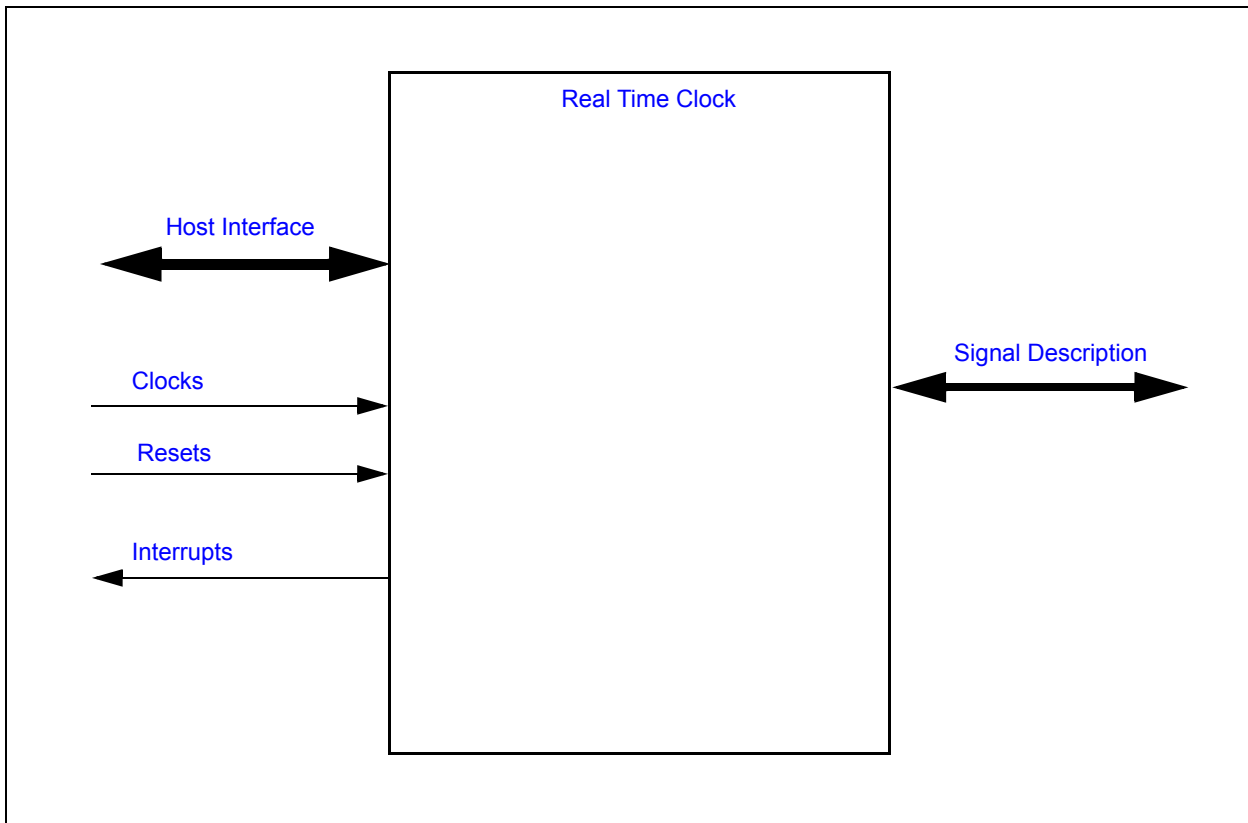 Real Time Clock
Host Interface
Signal Description
Clocks
Resets
Interrupts